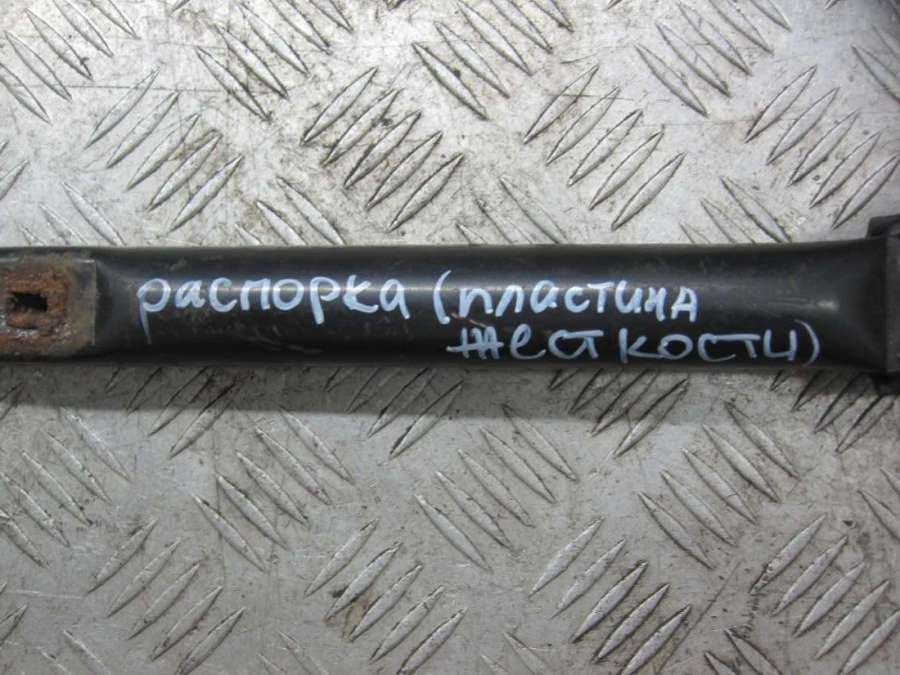 распорка (пластина
жесткости)